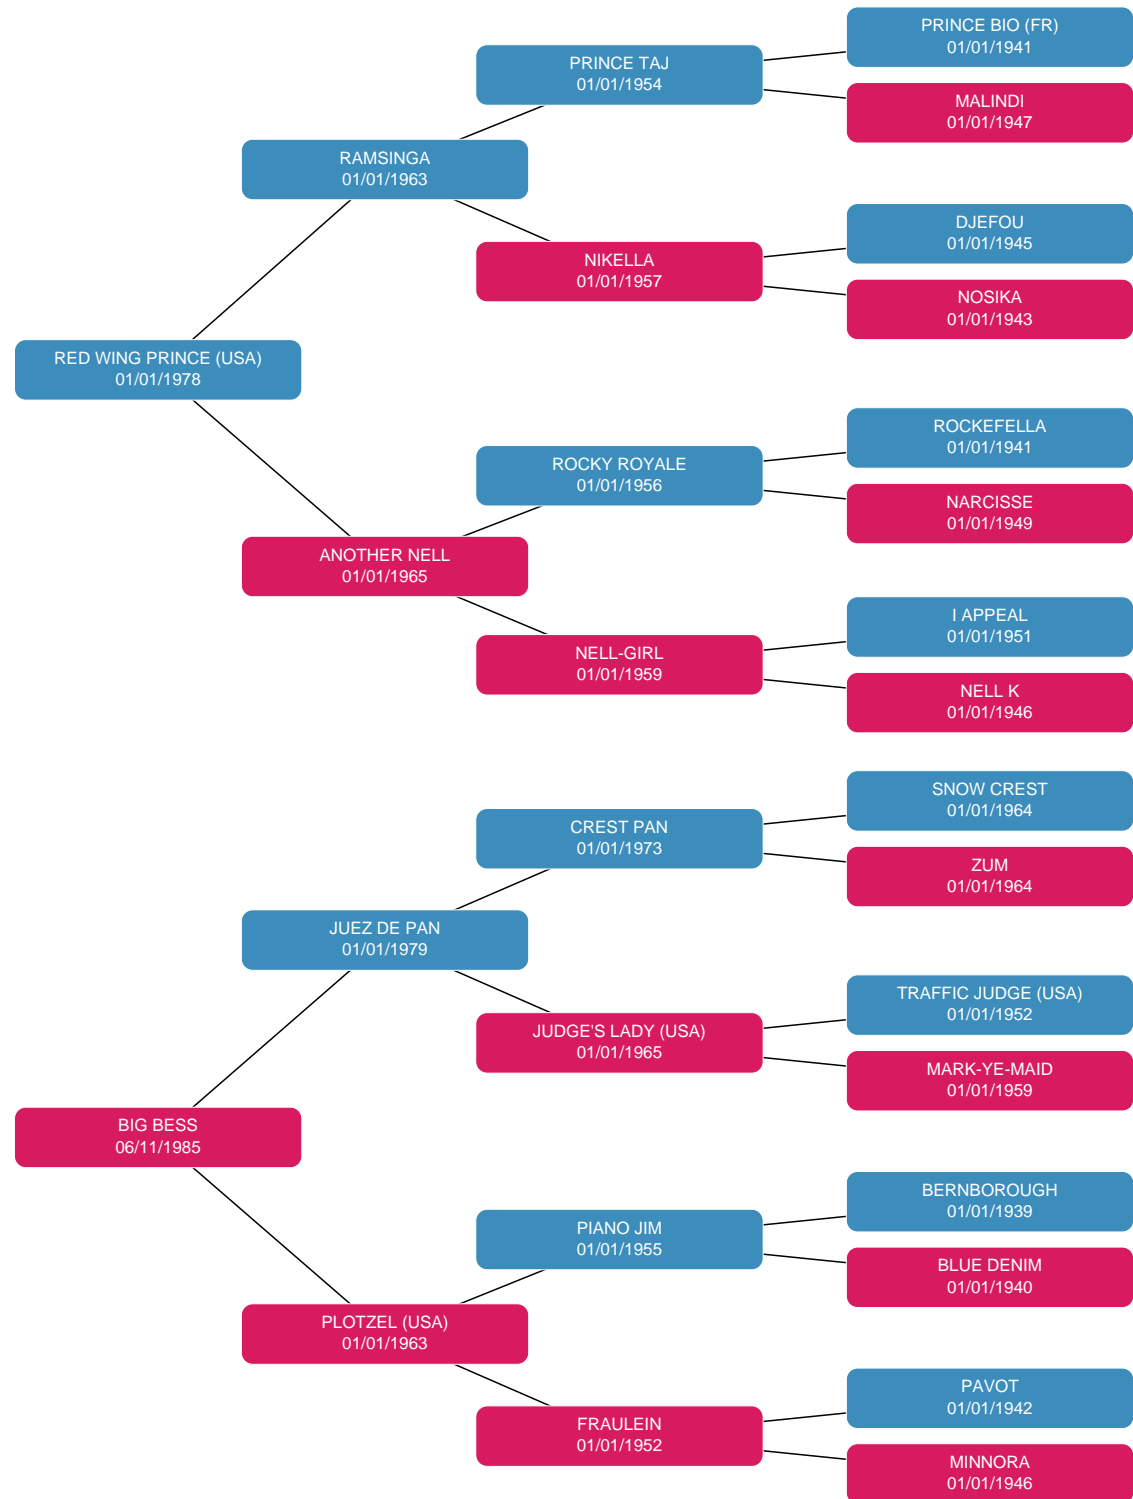 PRINCE BIO (FR)
01/01/1941
PRINCE TAJ
01/01/1954
MALINDI
01/01/1947
RAMSINGA
01/01/1963
DJEFOU
01/01/1945
NIKELLA
01/01/1957
NOSIKA
01/01/1943
RED WING PRINCE (USA)
01/01/1978
ROCKEFELLA
01/01/1941
ROCKY ROYALE
01/01/1956
NARCISSE
01/01/1949
ANOTHER NELL
01/01/1965
I APPEAL
01/01/1951
NELL-GIRL
01/01/1959
NELL K
01/01/1946
SNOW CREST
01/01/1964
CREST PAN
01/01/1973
ZUM
01/01/1964
JUEZ DE PAN
01/01/1979
TRAFFIC JUDGE (USA)
01/01/1952
JUDGE'S LADY (USA)
01/01/1965
MARK-YE-MAID
01/01/1959
BIG BESS
06/11/1985
BERNBOROUGH
01/01/1939
PIANO JIM
01/01/1955
BLUE DENIM
01/01/1940
PLOTZEL (USA)
01/01/1963
PAVOT
01/01/1942
FRAULEIN
01/01/1952
MINNORA
01/01/1946